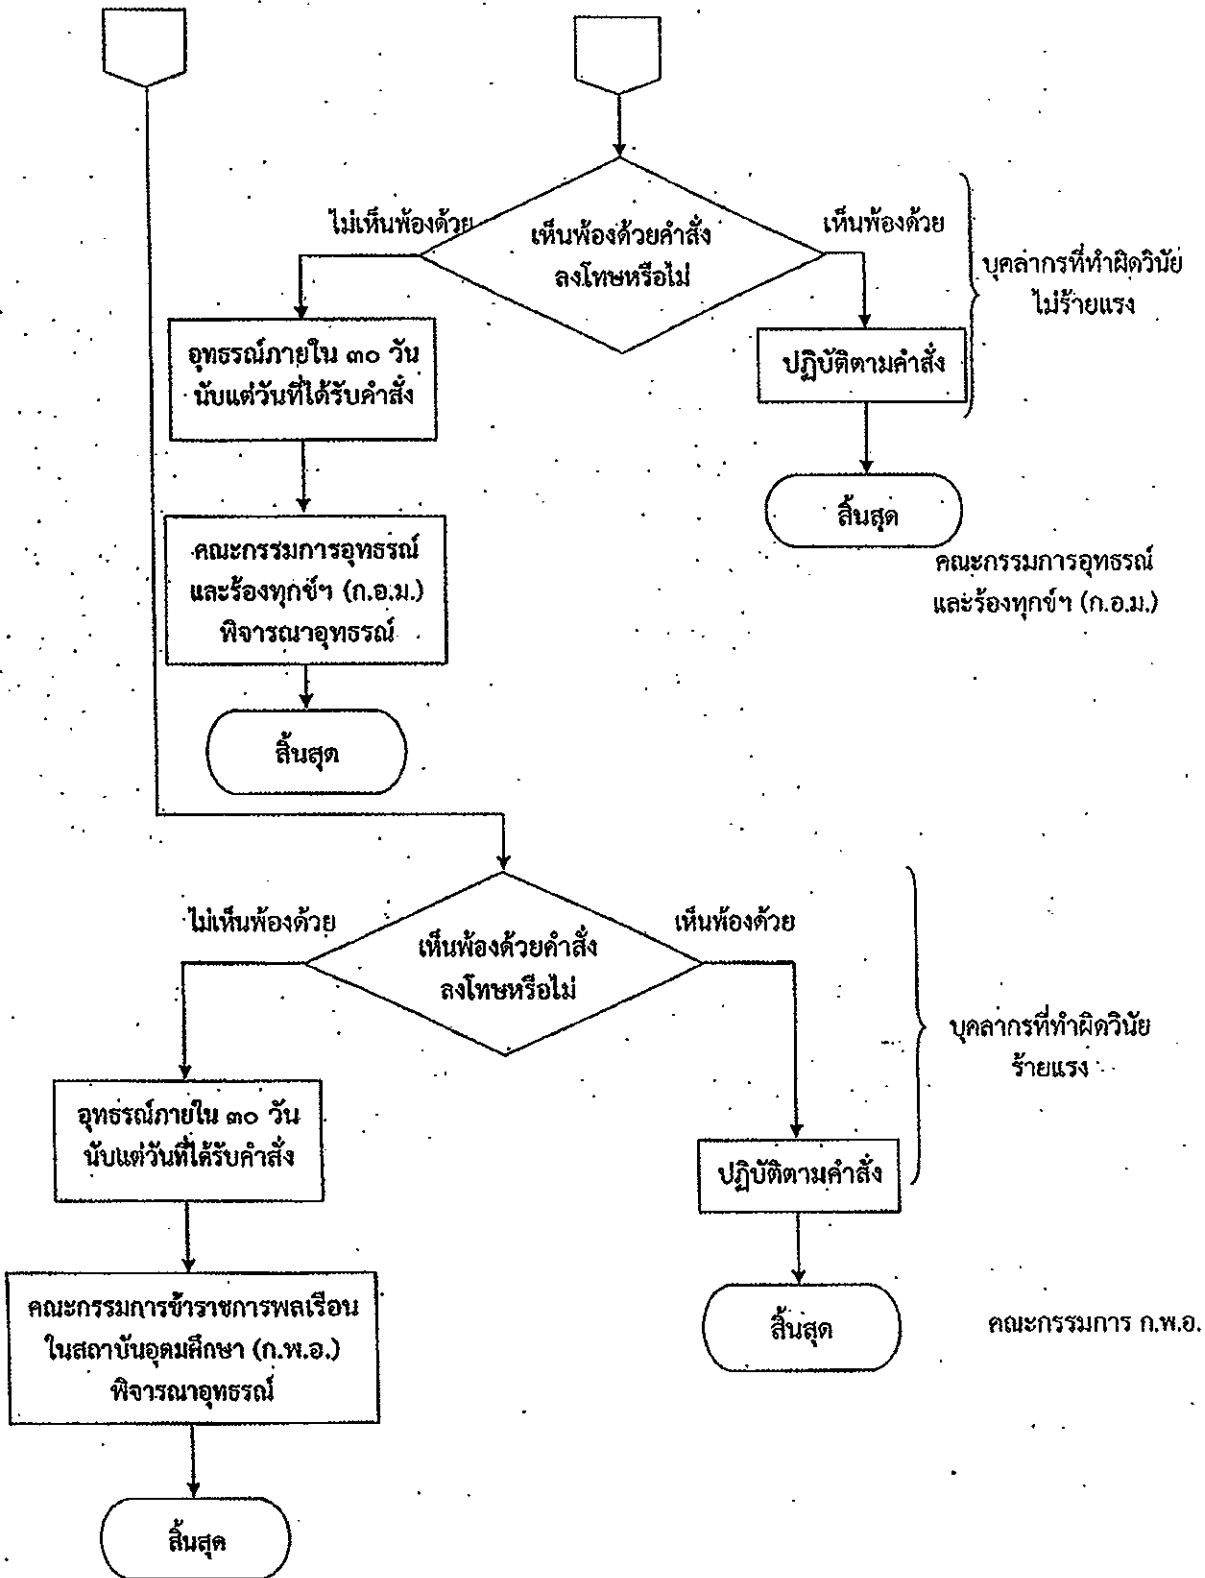 ไม่เห็นพ้องด้วย
เห็นพ้องด้วยคำสั่ง
ลงโทษหรือไม่
เห็นพ้องด้วย
บุคลากรที่ทำผิดวินัย
ไม่ร้ายแรง
อุทธรณ์ภายใน ๓๐ วัน
นับแต่วันที่ได้รับคำสั่ง
ปฏิบัติตามคำสั่ง
สิ้นสุด
คณะกรรมการอุทธรณ์
และร้องทุกข์ฯ (ก.อ.ม.)
พิจารณาอุทธรณ์
คณะกรรมการอุทธรณ์
และร้องทุกข์ฯ (ก.อ.ม.)
สิ้นสุด
ไม่เห็นพ้องด้วย
เห็นพ้องด้วยคำสั่ง
ลงโทษหรือไม่
เห็นพ้องด้วย
บุคลากรที่ทำผิดวินัย
ร้ายแรง
อุทธรณ์ภายใน ๓๐ วัน
นับแต่วันที่ได้รับคำสั่ง
ปฏิบัติตามคำสั่ง
คณะกรรมการข้าราชการพลเรือน
ในสถาบันอุดมศึกษา (ก.พ.อ.)
พิจารณาอุทธรณ์
สิ้นสุด
คณะกรรมการ ก.พ.อ.
สิ้นสุด